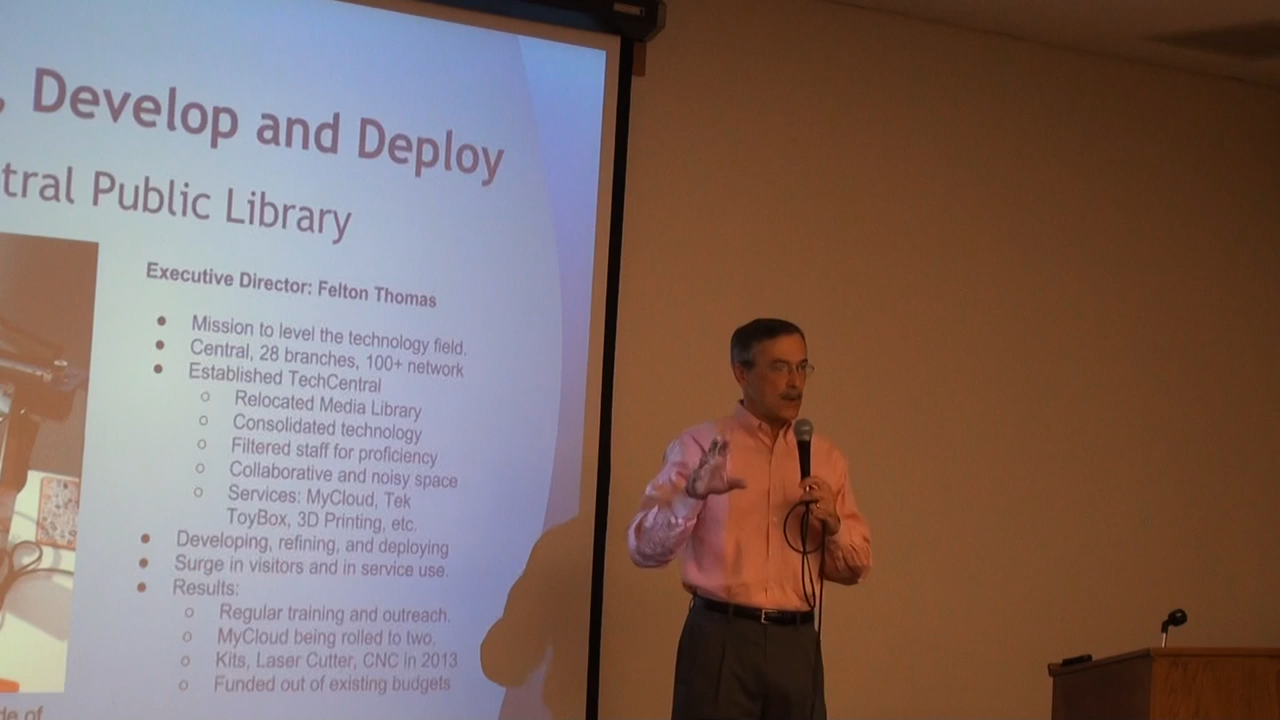 , Develop and Deploy
tral Public Library
Executive Director: Felton Thomas
Mission to level the technology field.
Central, 28 branches, 100+ network
Established TechCentral
Relocated Media Library
Consolidated technology
Filtered staff for proficiency
Collaborative and noisy space
Services: MyCloud, Tek
ToyBox, 3D Printing, etc.
Developing, refining, and deploying
Surge in visitors and in service use.
Results:
Regular training and outreach.
MyCloud being rolled to two.
Kits, Laser Cutter, CNC in 2013
Funded out of existing budgets
de of